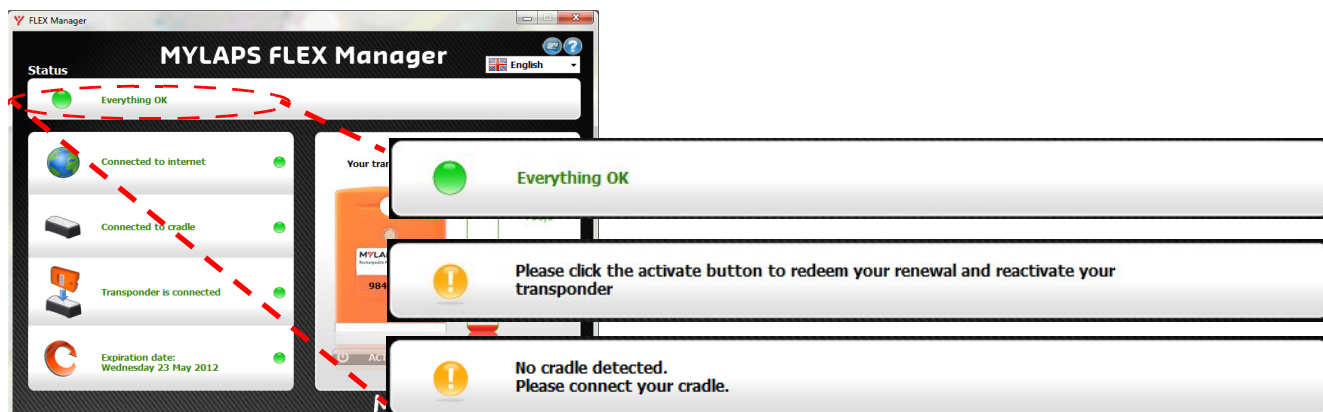 FLEX Manager
MYLAPS FLEX Manager
Status
English
Everything OK
Connected to internet
Connected to cradle
Transponder is connected
Expiration date:
Wednesday 23 May 2012
Your
984
Everything OK
Please click the activate button to redeem your renewal and reactivate your
transponder
No cradle detected.
Please connect your cradle.